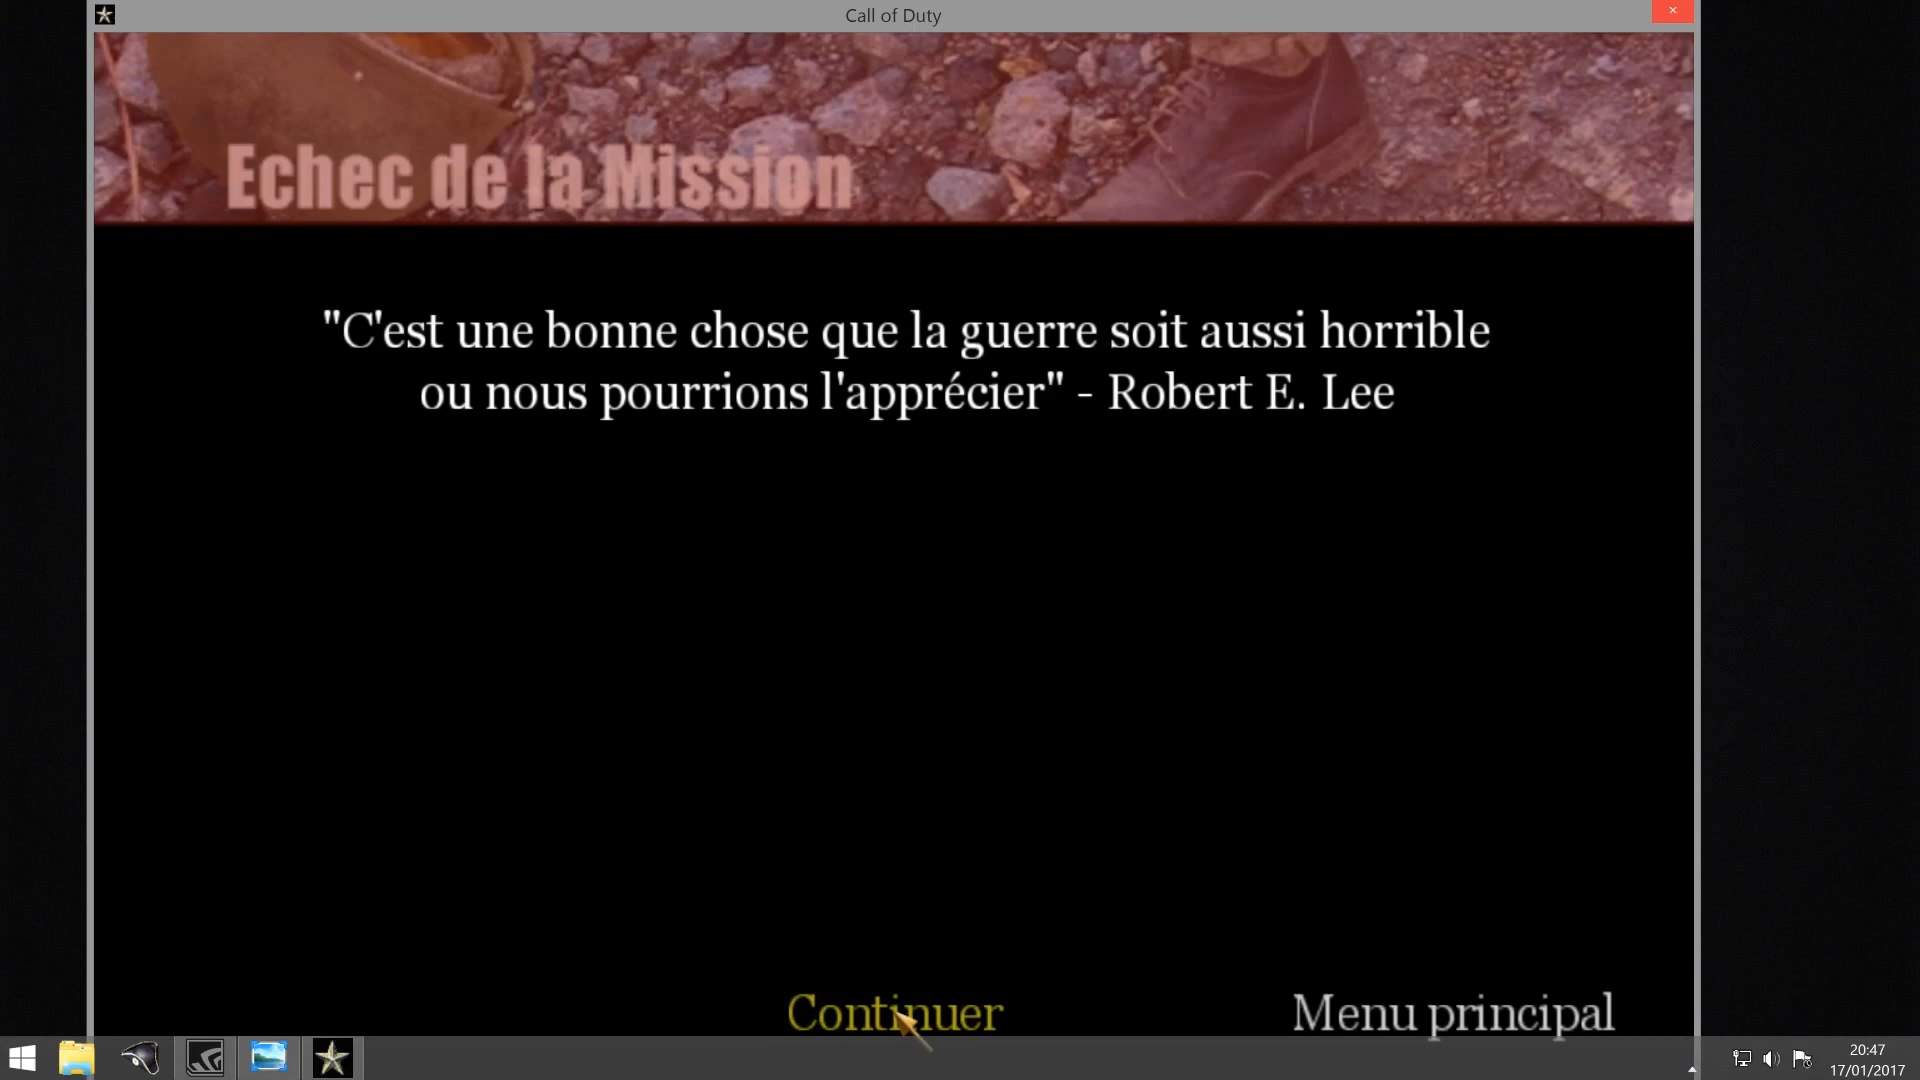 Call of Duty
Echec de la Mission
"C'est une bonne chose que la guerre soit aussi horrible
ou nous pourrions l'apprécier" - Robert E. Lee
Continuer
Menu principal
20:47
17/01/2017